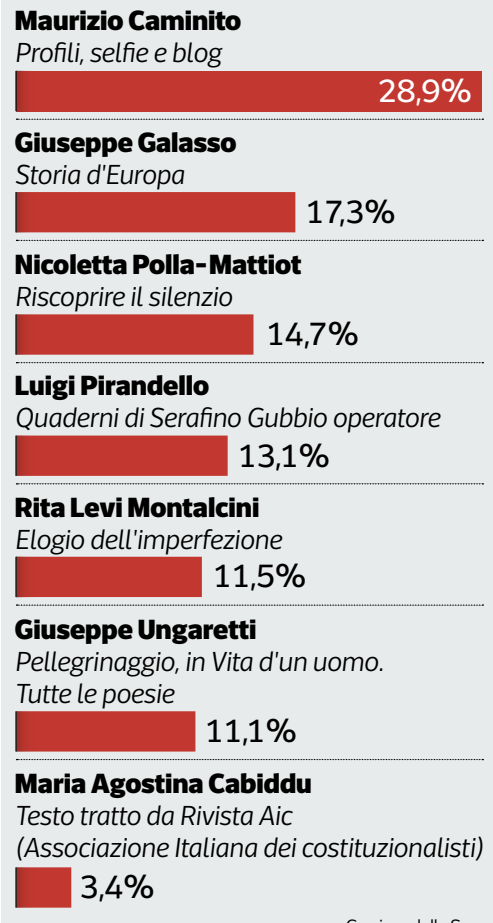 Maurizio Caminito
Profili, selfie e blog
28,9%
Giuseppe Galasso
Storia d'Europa
17,3%
Nicoletta Polla-Mattiot
Riscoprire il silenzio
14,7%
Luigi Pirandello
Quaderni di Serafino Gubbio operatore
13,1%
Rita Levi Montalcini
Elogio dell'imperfezione
11,5%
Giuseppe Ungaretti
Pellegrinaggio, in Vita d'un uomo.
Tutte le poesie
11,1%
Maria Agostina Cabiddu
Testo tratto da Rivista Aic
(Associazione Italiana dei costituzionalisti)
3,4%